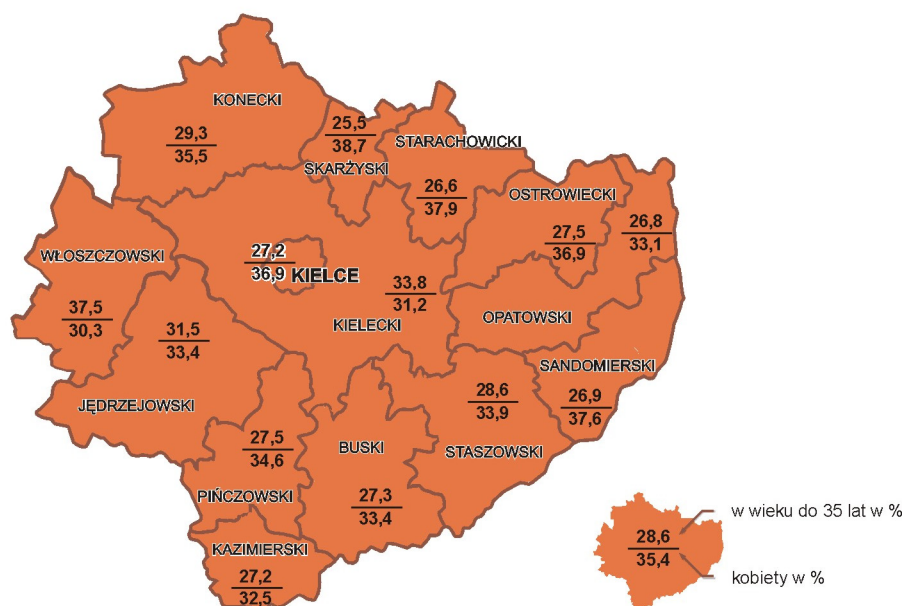 KONECKI
29,3
35,5
25,5
38,7
SKARŻYSKI
STARACHOWICKI
26,6
37,9
OSTROWIECKI
27,5
36,9
26,8
33,1
OPATOWSKI
WŁOSZCZOWSKI
37,5
30,3
27,2
36,9
KIELCE
33,8
31,2
KIELECKI
31,5
33,4
JĘDRZEJOWSKI
SANDOMIERSKI
26,9
37,6
28,6
33,9
STASZOWSKI
27,5
34,6
PIŃCZOWSKI
BUSKI
27,3
33,4
KAZIMIERSKI
27,2
32,5
28,6
35,4
w wieku do 35 lat w %
kobiety w %